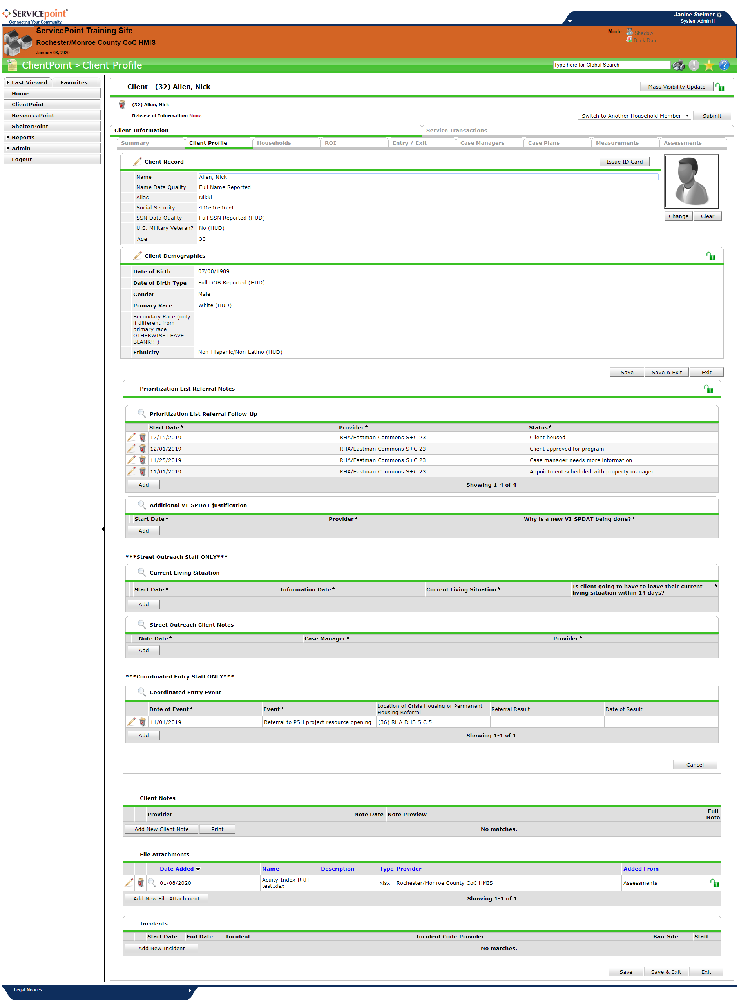 SERVICEpoint®
Connecting Your Community.
Janice Steimer
System Admin II
ServicePoint Training Site
Rochester/Monroe County CoC HMIS
January 08, 2020
Mode: Shadow
Back Date
ClientPoint > Client Profile
Type here for Global Search
Last Viewed Favorites
Home
ClientPoint
ResourcePoint
ShelterPoint
Reports
Admin
Logout
Client - (32) Allen, Nick
Mass Visibility Update
(32) Allen, Nick
Release of Information: None
-Switch to Another Household Member- Submit
Client Information Service Transactions
Summary Client Profile Households ROI Entry / Exit Case Managers Case Plans Measurements Assessments
Client Record Issue ID Card
Name Allen, Nick
Name Data Quality Full Name Reported
Alias Nikki
Social Security 446-46-4654
SSN Data Quality Full SSN Reported (HUD)
U.S. Military Veteran? No (HUD)
Age 30
Change Clear
Client Demographics
Date of Birth 07/08/1989
Date of Birth Type Full DOB Reported (HUD)
Gender Male
Primary Race White (HUD)
Secondary Race (only
if different from
primary race
OTHERWISE LEAVE
BLANK!!!)
Ethnicity Non-Hispanic/Non-Latino (HUD)
Save Save & Exit Exit
Prioritization List Referral Notes
Prioritization List Referral Follow-Up
Start Date* Provider* Status*
12/15/2019 RHA/Eastman Commons S+C 23 Client housed
12/01/2019 RHA/Eastman Commons S+C 23 Client approved for program
11/25/2019 RHA/Eastman Commons S+C 23 Case manager needs more information
11/01/2019 RHA/Eastman Commons S+C 23 Appointment scheduled with property manager
Add Showing 1-4 of 4
Additional VI-SPDAT justification
Start Date* Provider* Why is a new VI-SPDAT being done?*
Add
***Street Outreach Staff ONLY***
Current Living Situation
Start Date* Information Date* Current Living Situation* Is client going to have to leave their current *
living situation within 14 days?
Add
Street Outreach Client Notes
Note Date* Case Manager* Provider*
Add
***Coordinated Entry Staff ONLY***
Coordinated Entry Event
Date of Event* Event* Location of Crisis Housing or Permanent Referral Result Date of Result
Housing Referral
11/01/2019 Referral to PSH project resource opening (36) RHA DHS S C 5
Add Showing 1-1 of 1
Cancel
Client Notes
Provider Note Date Note Preview Full
Note
Add New Client Note Print No matches.
File Attachments
Date Added Name Description Type Provider Added From
01/08/2020 Acuity-Index-RRH xlsx Rochester/Monroe County CoC HMIS Assessments
test.xlsx
Add New File Attachment Showing 1-1 of 1
Incidents
Start Date End Date Incident Incident Code Provider Ban Site Staff
Add New Incident No matches.
Save Save & Exit Exit
Legal Notices